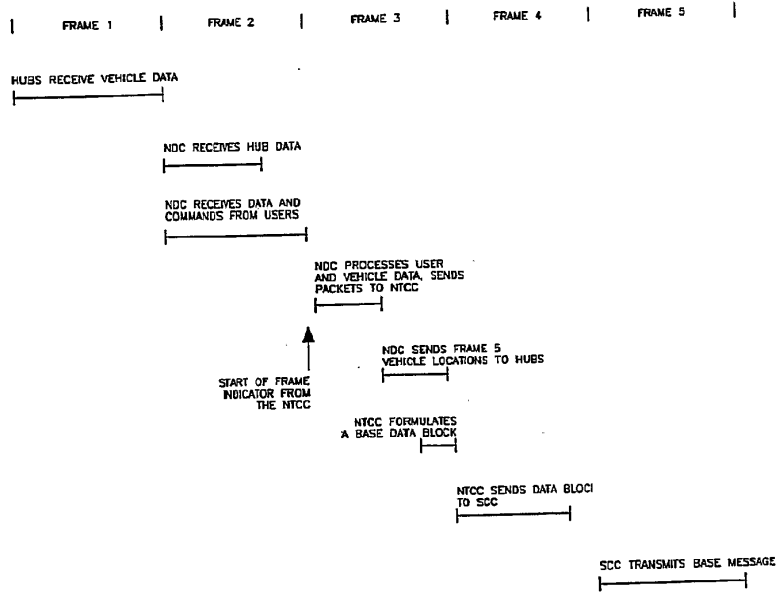 FRAME 1 FRAME 2 FRAME 3 FRAME 4 FRAME 5
HUBS RECEIVE VEHICLE DATA
NDC RECEIVES HUB DATA
NDC RECEIVES DATA AND
COMMANDS FROM USERS
NDC PROCESSES USER
AND VEHICLE DATA, SENDS
PACKETS TO NTCC
NDC SENDS FRAME 5
VEHICLE LOCATIONS TO HUBS
START OF FRAME
INDICATOR FROM
THE NTCC
NTCC FORMULATES
A BASE DATA BLOCK
NTCC SENDS DATA BLOCI
TO SCC
SCC TRANSMITS BASE MESSAGE